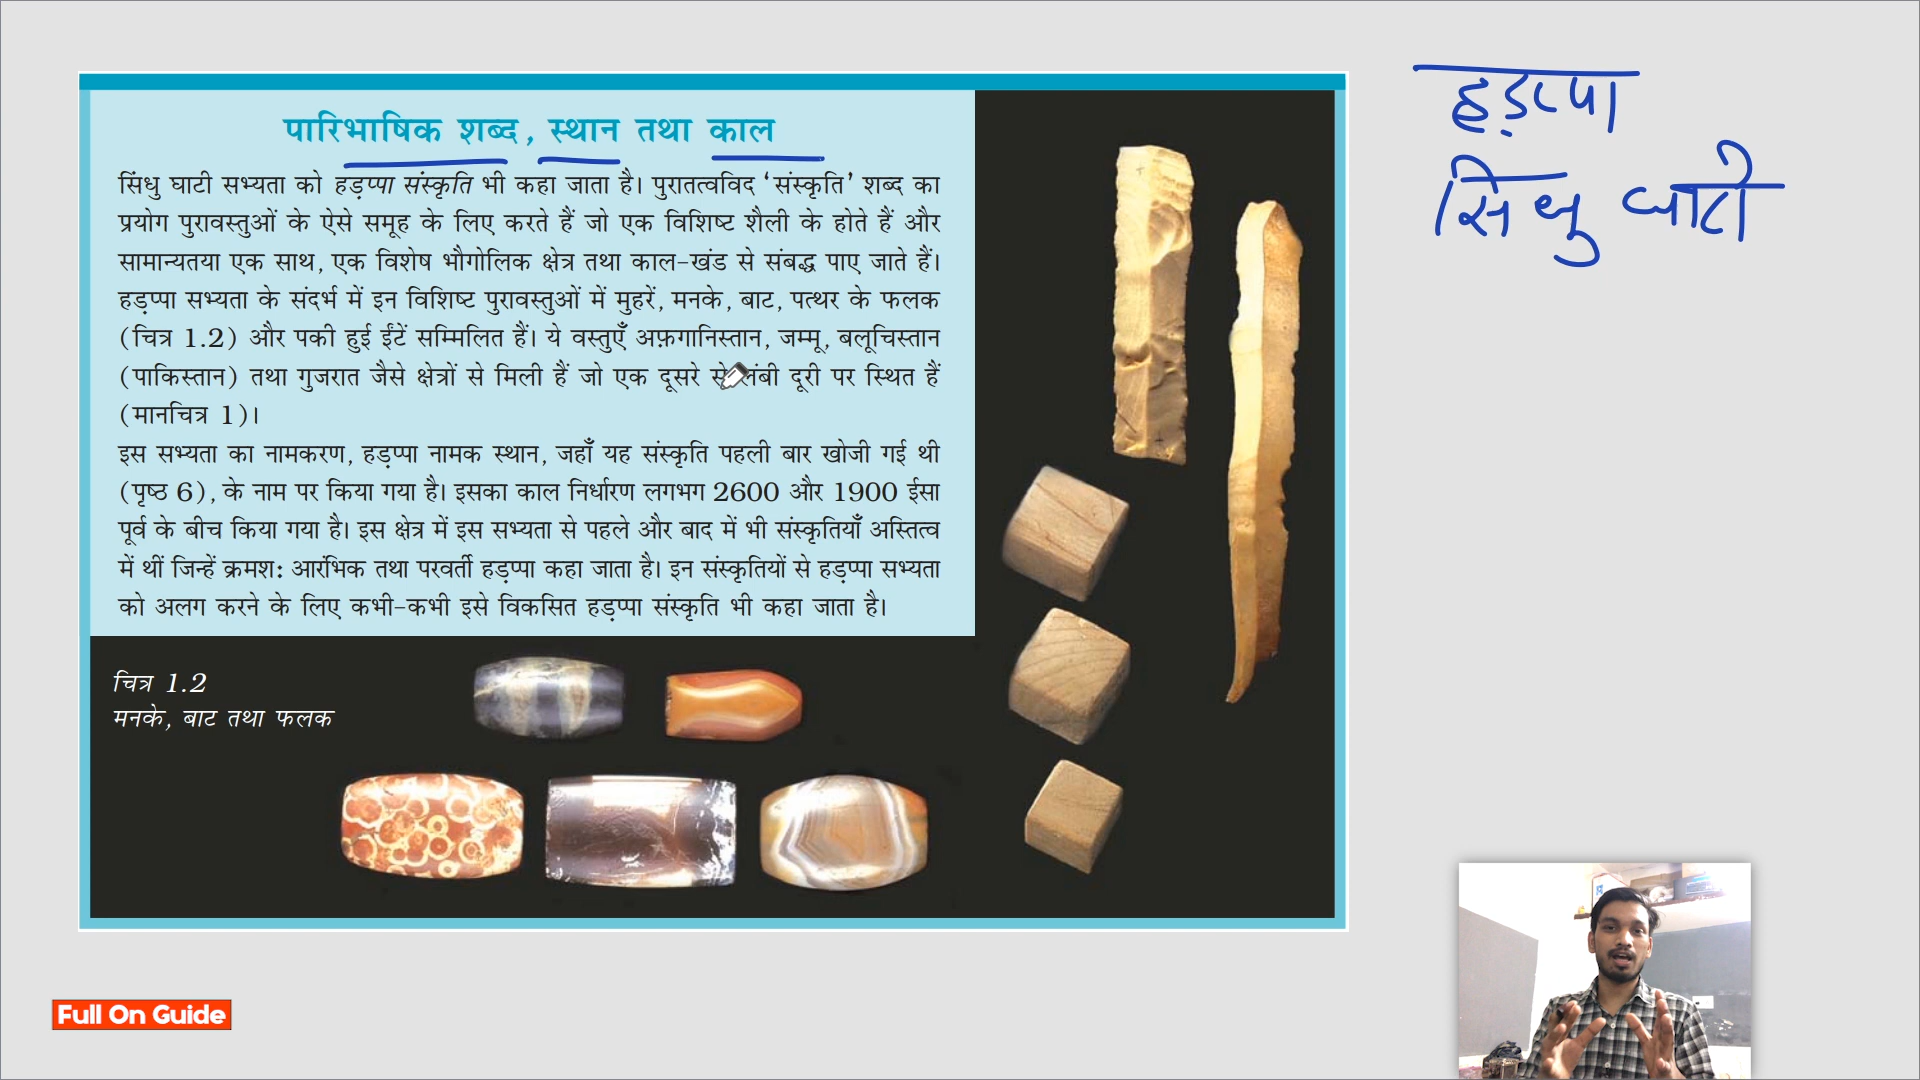 पारिभाषिक शब्द, स्थान तथा काल
सिंधु घाटी सभ्यता को हड़प्पा संस्कृति भी कहा जाता है। पुरातत्वविद ‘संस्कृति’ शब्द का
प्रयोग पुरावस्तुओं के ऐसे समूह के लिए करते हैं जो एक विशिष्ट शैली के होते हैं और
सामान्यतया एक साथ, एक विशेष भौगोलिक क्षेत्र तथा काल-खंड से संबद्ध पाए जाते हैं।
हड़प्पा सभ्यता के संदर्भ में इन विशिष्ट पुरावस्तुओं में मुहरें, मनके, बाट, पत्थर के फलक
(चित्र 1.2) और पकी हुई ईंटें सम्मिलित हैं। ये वस्तुएँ अफ़गानिस्तान, जम्मू, बलूचिस्तान
(पाकिस्तान) तथा गुजरात जैसे क्षेत्रों से मिली हैं जो एक दूसरे से लंबी दूरी पर स्थित हैं
(मानचित्र 1)।
इस सभ्यता का नामकरण, हड़प्पा नामक स्थान, जहाँ यह संस्कृति पहली बार खोजी गई थी
(पृष्ठ 6), के नाम पर किया गया है। इसका काल निर्धारण लगभग 2600 और 1900 ईसा
पूर्व के बीच किया गया है। इस क्षेत्र में इस सभ्यता से पहले और बाद में भी संस्कृतियाँ अस्तित्व
में थीं जिन्हें क्रमश: आरंभिक तथा परवर्ती हड़प्पा कहा जाता है। इन संस्कृतियों से हड़प्पा सभ्यता
को अलग करने के लिए कभी-कभी इसे विकसित हड़प्पा संस्कृति भी कहा जाता है।
चित्र 1.2
मनके, बाट तथा फलक
हड़प्पा
सिधु घाटी
Full On Guide